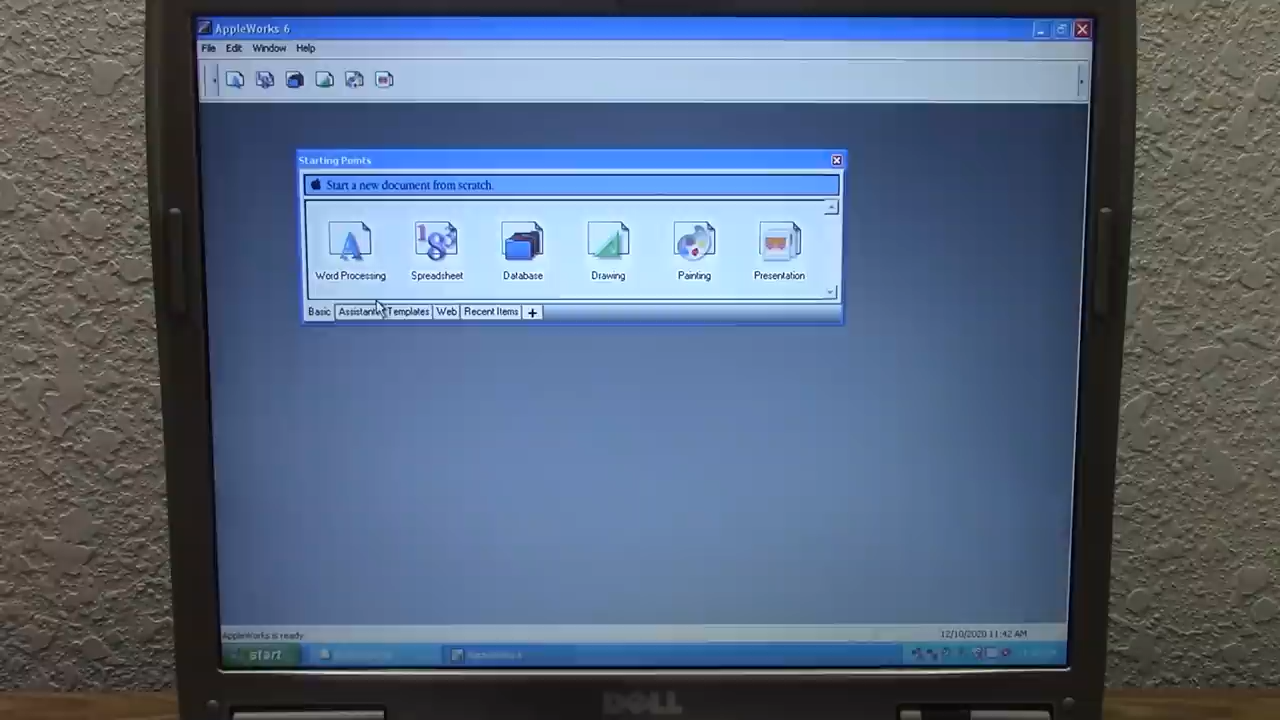 AppleWorks 6
File Edit Window Help
Starting Points
Start a new document from scratch.
Word Processing Spreadsheet Database Drawing Painting Presentation
Basic Assistants Templates Web Recent Items +
AppleWorks is ready
12/10/2020 11:42 AM
start
DELL